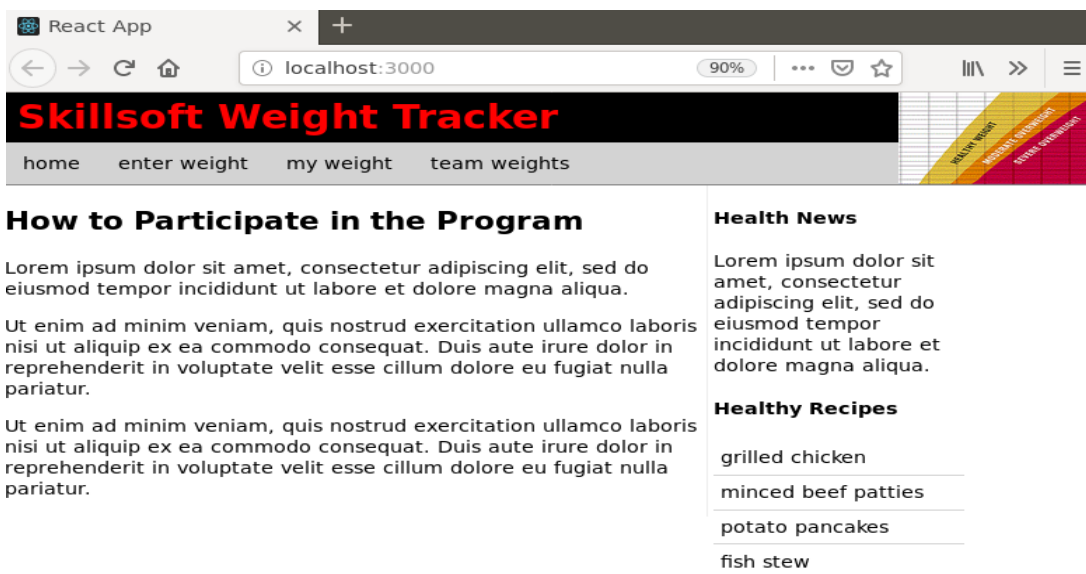 React App
localhost:3000
90%
Skillsoft Weight Tracker
HEALTHY WEIGHT
MODERATE OVERWEIGHT
SEVERE OVERWEIGHT
home enter weight my weight team weights
How to Participate in the Program
Lorem ipsum dolor sit amet, consectetur adipiscing elit, sed do
eiusmod tempor incididunt ut labore et dolore magna aliqua.
Ut enim ad minim veniam, quis nostrud exercitation ullamco laboris
nisi ut aliquip ex ea commodo consequat. Duis aute irure dolor in
reprehenderit in voluptate velit esse cillum dolore eu fugiat nulla
pariatur.
Ut enim ad minim veniam, quis nostrud exercitation ullamco laboris
nisi ut aliquip ex ea commodo consequat. Duis aute irure dolor in
reprehenderit in voluptate velit esse cillum dolore eu fugiat nulla
pariatur.
Health News
Lorem ipsum dolor sit
amet, consectetur
adipiscing elit, sed do
eiusmod tempor
incididunt ut labore et
dolore magna aliqua.
Healthy Recipes
grilled chicken
minced beef patties
potato pancakes
fish stew